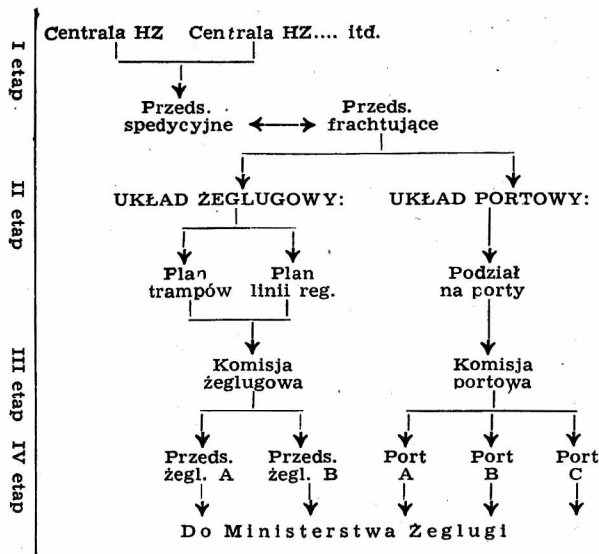 Centrala HZ Centrala HZ.... itd.
I etap
Przeds. Przeds.
spedycyjne frachtujące
II etap
UKŁAD ŻEGLUGOWY: UKŁAD PORTOWY:
Plan Plan Podział
trampów linii reg. na porty
III etap
Komisja Komisja
żeglugowa portowa
IV etap
Przeds. Przeds. Port Port Port
żegl. A żegl. B A B C
Do Ministerstwa Żeglugi